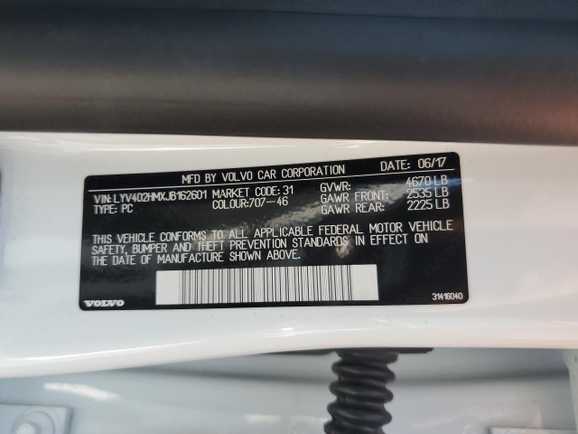 MFD BY VOLVO CAR CORPORATION DATE: 06/17
VIN: LYV402HMXJB162601 MARKET CODE: 31 GVWR: 4670 LB
TYPE: PC COLOUR:707-46 GAWR FRONT: 2535 LB
GAWR REAR: 2225 LB
THIS VEHICLE CONFORMS TO ALL APPLICABLE FEDERAL MOTOR VEHICLE
SAFETY, BUMPER AND THEFT PREVENTION STANDARDS IN EFFECT ON
THE DATE OF MANUFACTURE SHOWN ABOVE.
VOLVO 31416040